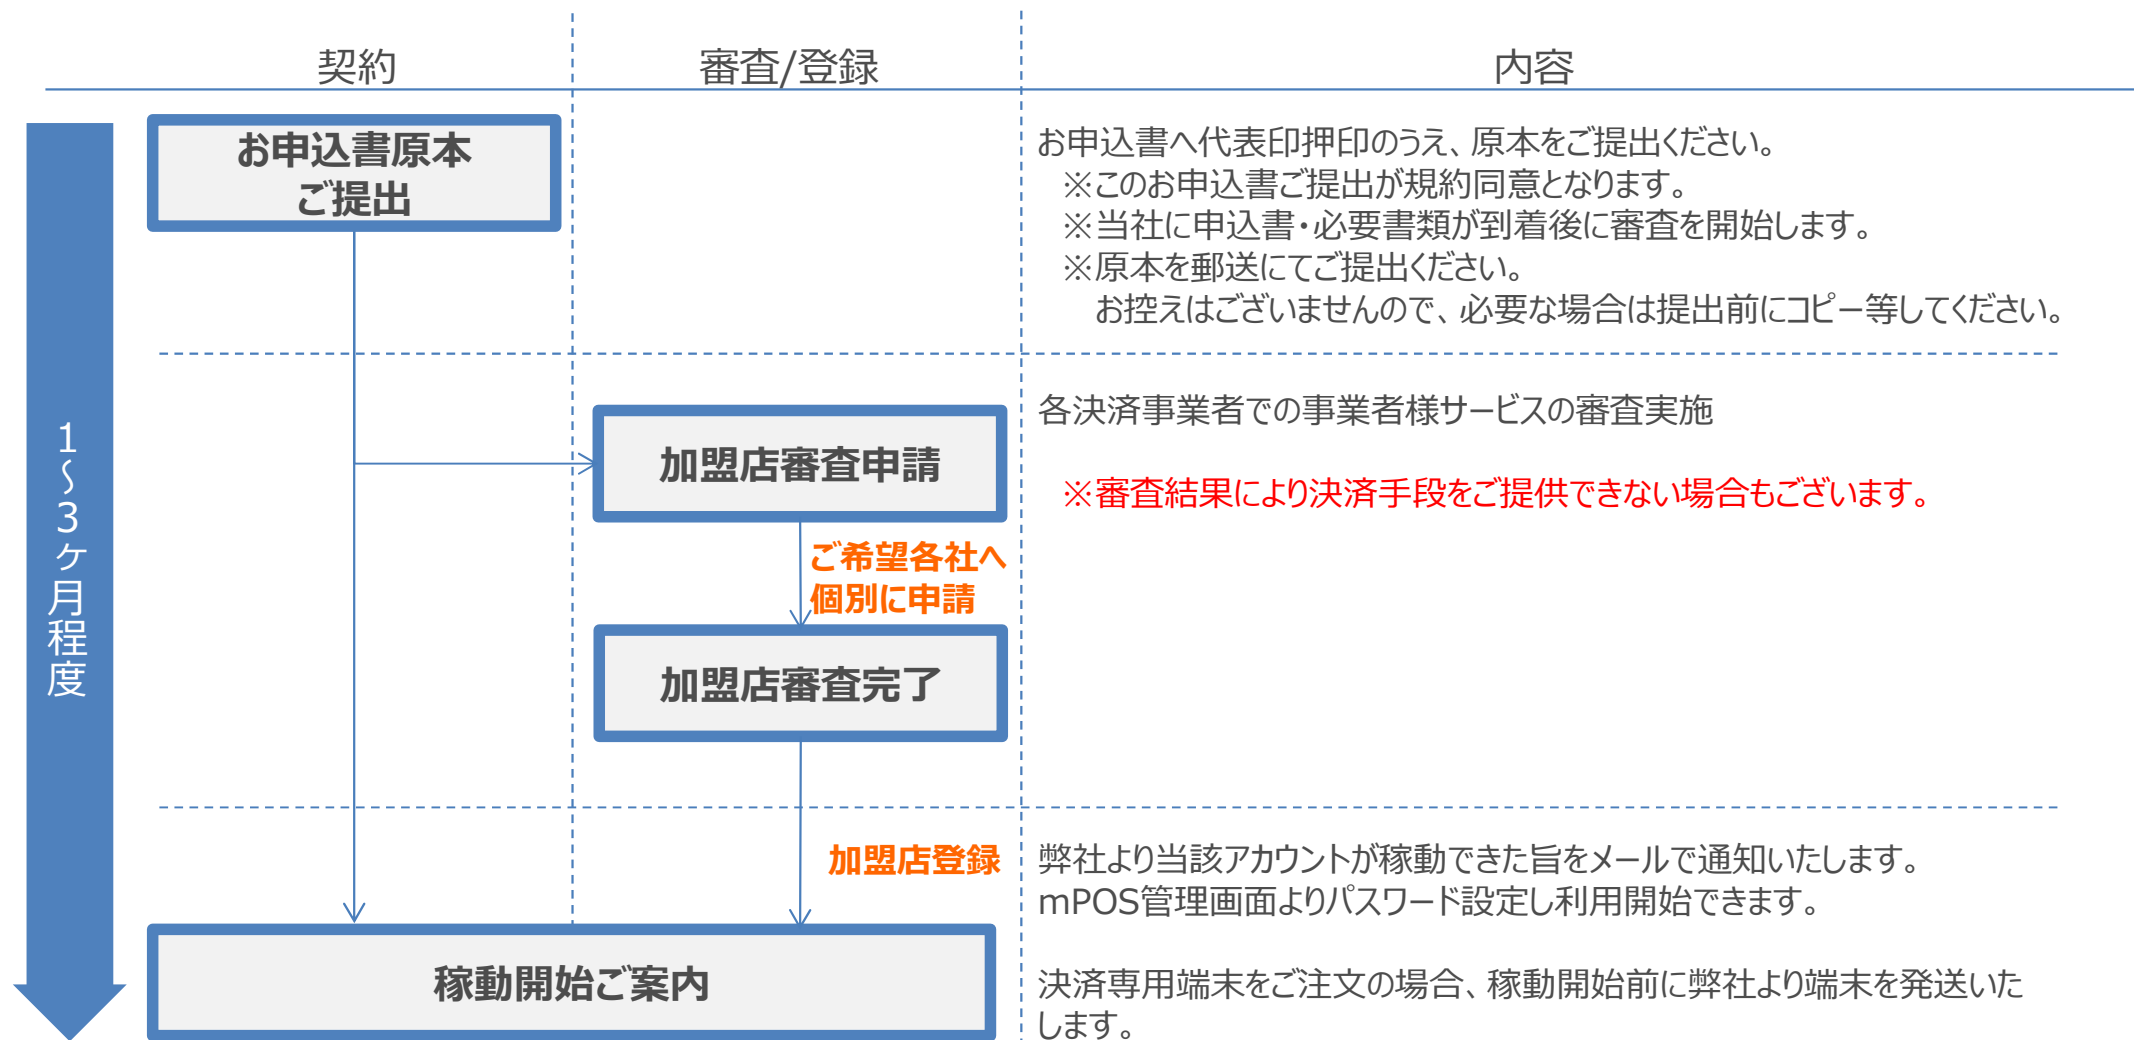 契約
審査/登録
内容
お申込書原本
ご提出
お申込書へ代表印押印のうえ、原本をご提出ください。
※このお申込書ご提出が規約同意となります。
※当社に申込書・必要書類が到着後に審査を開始します。
※原本を郵送にてご提出ください。
お控えはございませんので、必要な場合は提出前にコピー等してください。
1~3ヶ月程度
加盟店審査申請
各決済事業者での事業者様サービスの審査実施
※審査結果により決済手段をご提供できない場合もございます。
ご希望各社へ
個別に申請
加盟店審査完了
加盟店登録
弊社より当該アカウントが稼動できた旨をメールで通知いたします。
mPOS管理画面よりパスワード設定し利用開始できます。
稼動開始ご案内
決済専用端末をご注文の場合、稼動開始前に弊社より端末を発送いた
します。